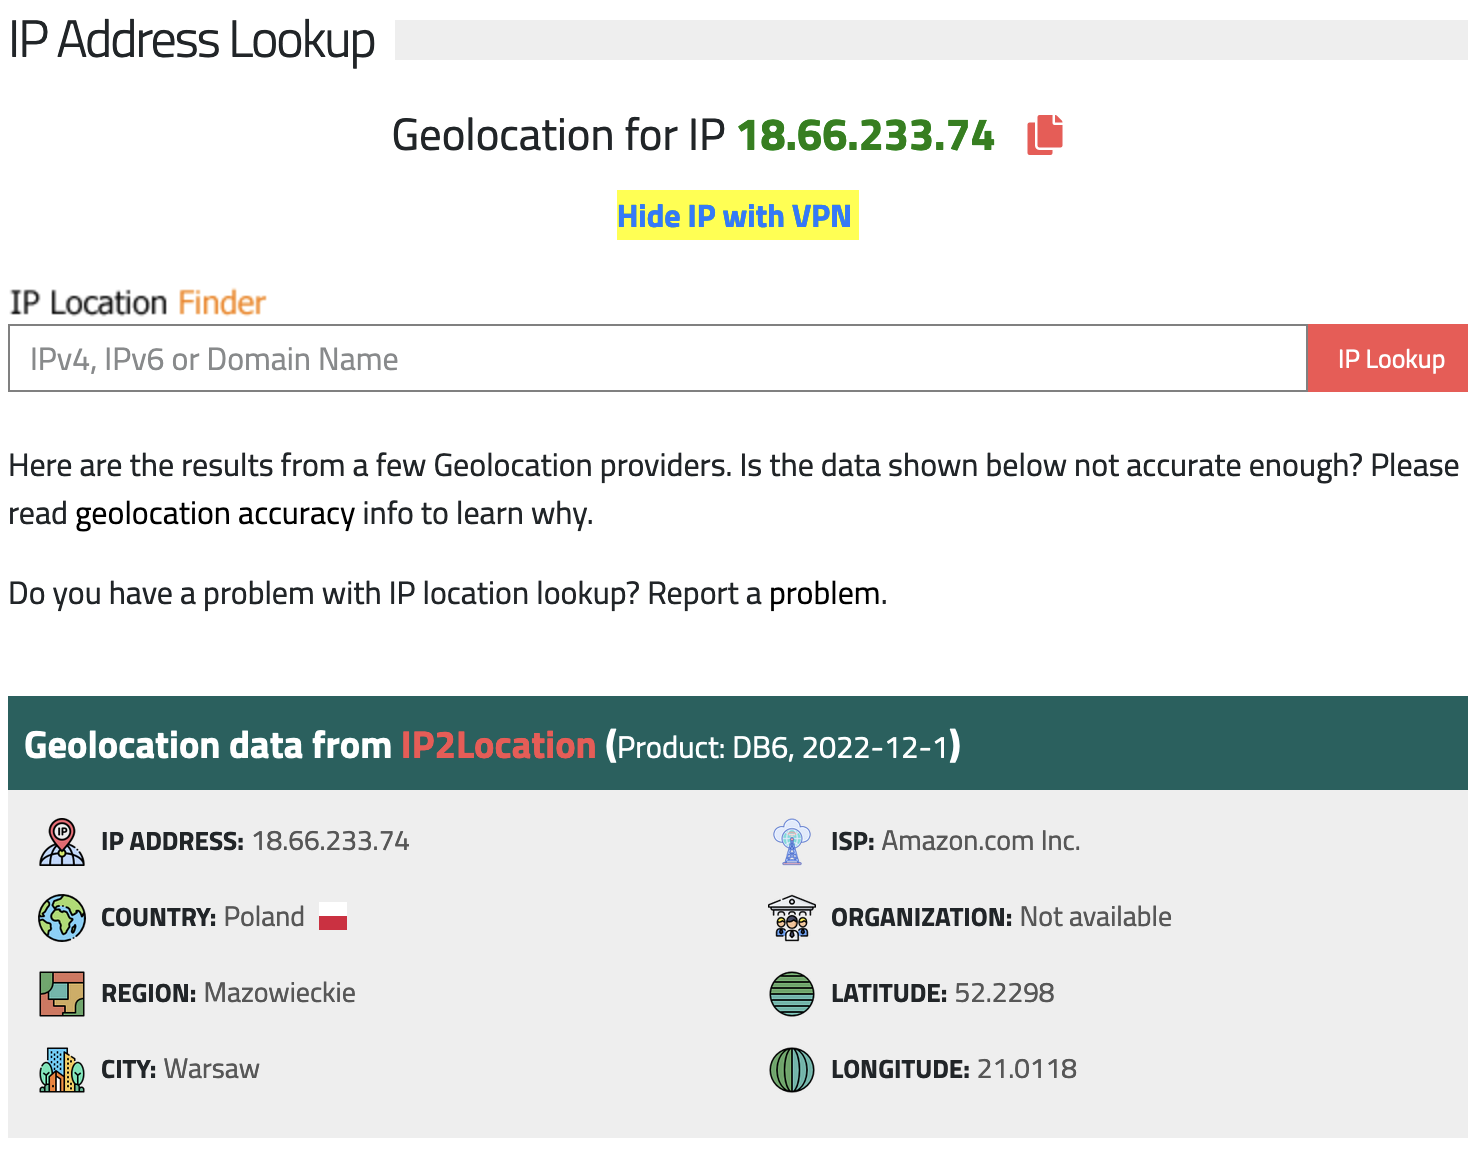 IP Address Lookup
Geolocation for IP 18.66.233.74
Hide IP with VPN
IP Location Finder
IPv4, IPv6 or Domain Name
IP Lookup
Here are the results from a few Geolocation providers. Is the data shown below not accurate enough? Please
read geolocation accuracy info to learn why.
Do you have a problem with IP location lookup? Report a problem.
Geolocation data from IP2Location (Product: DB6, 2022-12-1)
IP
IP ADDRESS: 18.66.233.74
ISP: Amazon.com Inc.
COUNTRY: Poland
ORGANIZATION: Not available
REGION: Mazowieckie
LATITUDE: 52.2298
CITY: Warsaw
LONGITUDE: 21.0118